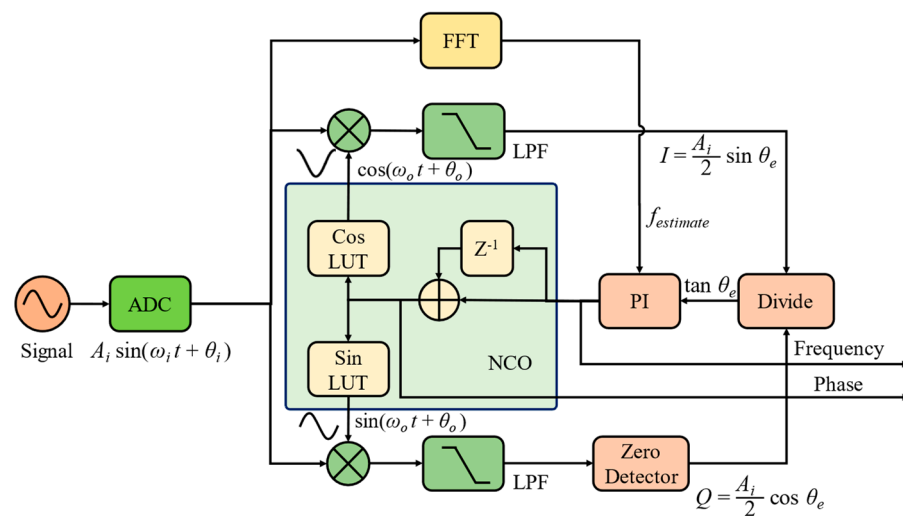 FFT
LPF
I = A_i/2 sin θ_e
cos(ω_o t + θ_o)
f_estimate
Cos
LUT
Z⁻¹
ADC
PI
tan θ_e
Divide
Signal
A_i sin(ω_i t + θ_i)
Sin
LUT
NCO
Frequency
Phase
sin(ω_o t + θ_o)
LPF
Zero
Detector
Q = A_i/2 cos θ_e